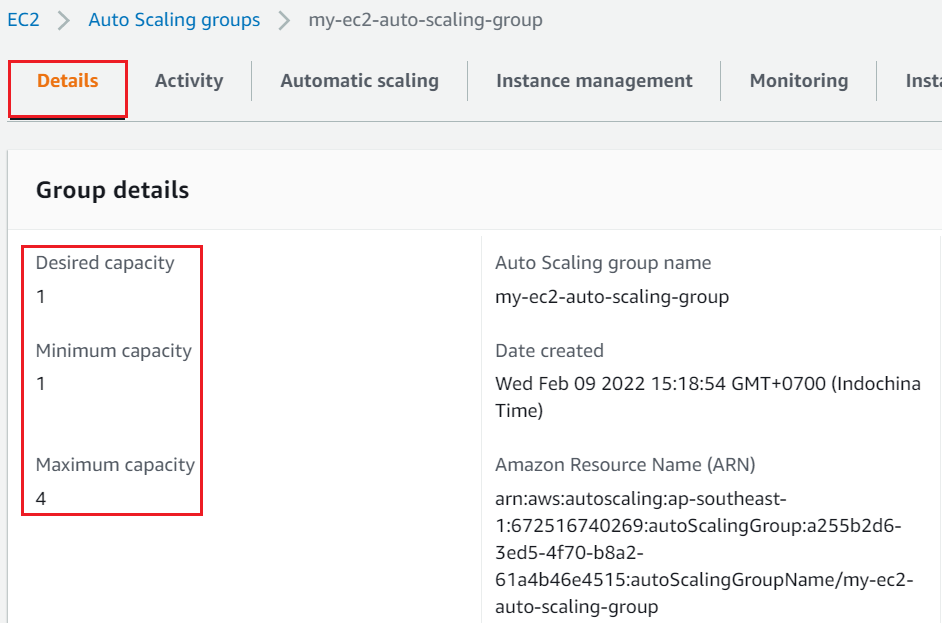 EC2 > Auto Scaling groups > my-ec2-auto-scaling-group
Details Activity Automatic scaling Instance management Monitoring Insta
Group details
Desired capacity
1
Minimum capacity
1
Maximum capacity
4
Auto Scaling group name
my-ec2-auto-scaling-group
Date created
Wed Feb 09 2022 15:18:54 GMT+0700 (Indochina
Time)
Amazon Resource Name (ARN)
arn:aws:autoscaling:ap-southeast-
1:672516740269:autoScalingGroup:a255b2d6-
3ed5-4f70-b8a2-
61a4b46e4515:autoScalingGroupName/my-ec2-
auto-scaling-group